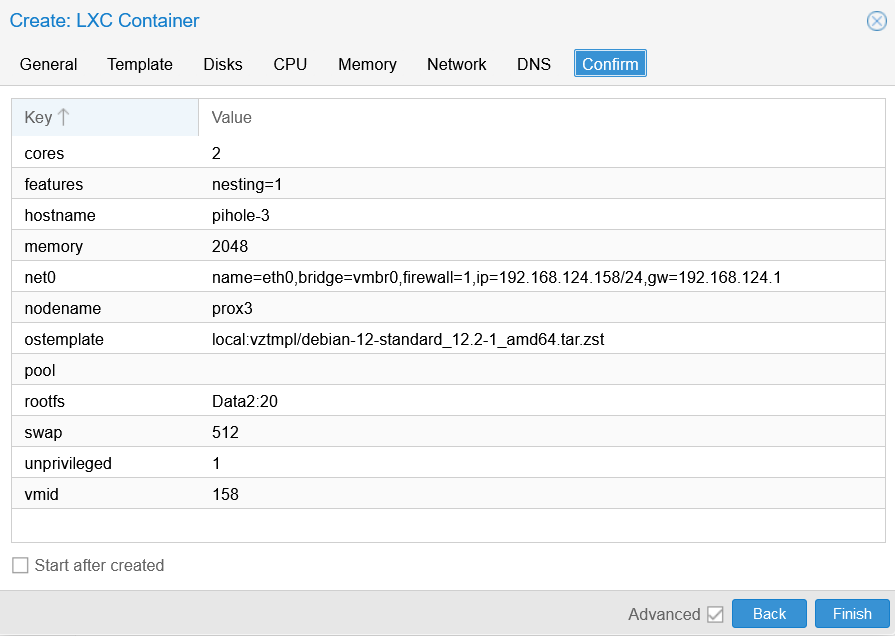 Create: LXC Container
General Template Disks CPU Memory Network DNS Confirm
Key Value
cores 2
features nesting=1
hostname pihole-3
memory 2048
net0 name=eth0,bridge=vmbr0,firewall=1,ip=192.168.124.158/24,gw=192.168.124.1
nodename prox3
ostemplate local:vztmpl/debian-12-standard_12.2-1_amd64.tar.zst
pool
rootfs Data2:20
swap 512
unprivileged 1
vmid 158
Start after created
Advanced Back Finish